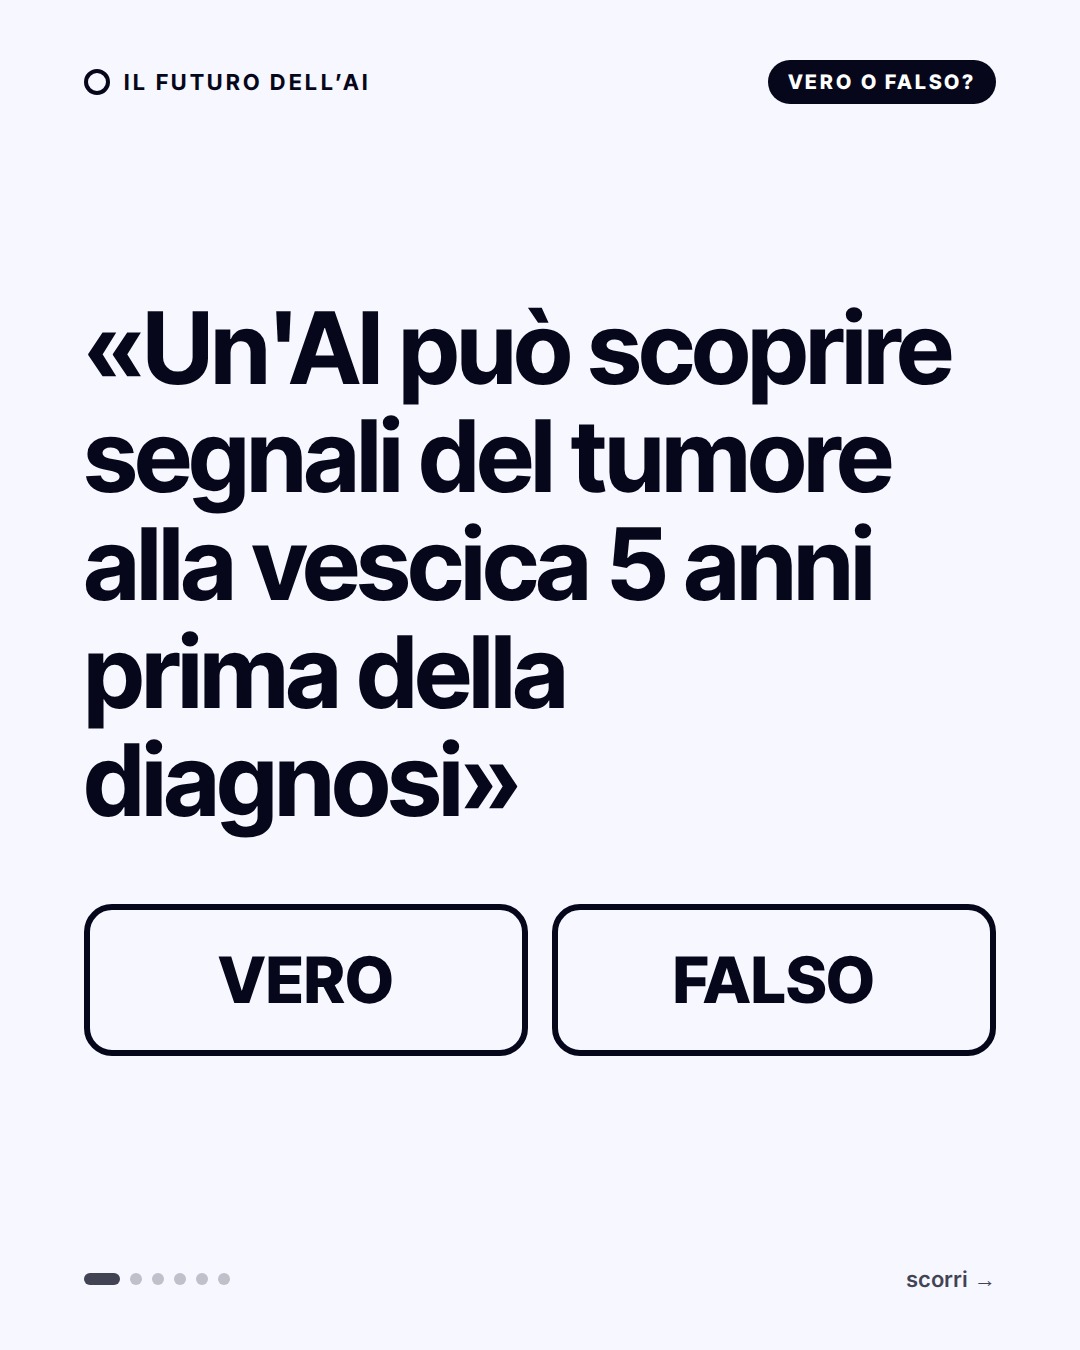 IL FUTURO DELL’AI
VERO O FALSO?
«Un'AI può scoprire
segnali del tumore
alla vescica 5 anni
prima della
diagnosi»
VERO
FALSO
scorri →